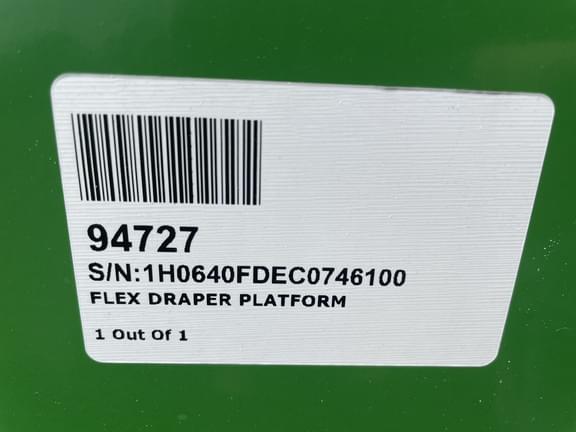 94727
S/N:1H0640FDEC0746100
FLEX DRAPER PLATFORM
1 Out Of 1